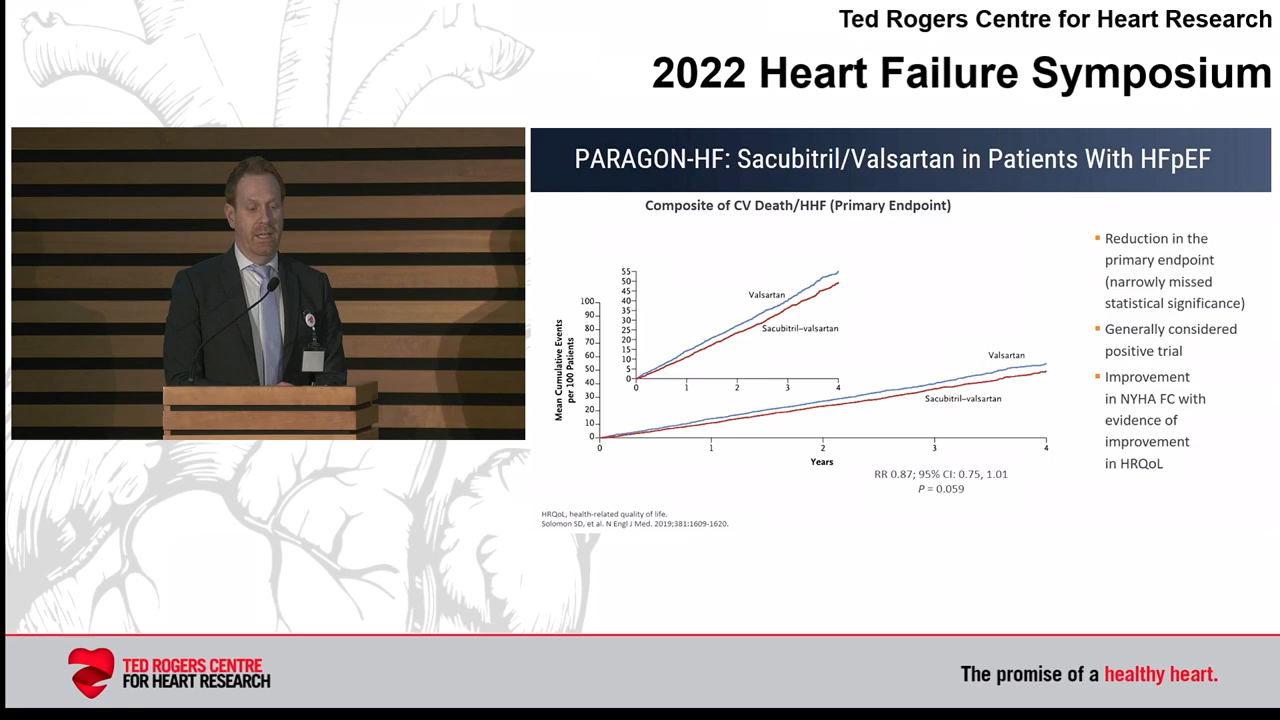 Ted Rogers Centre for Heart Research
2022 Heart Failure Symposium
PARAGON-HF: Sacubitril/Valsartan in Patients With HFpEF
Composite of CV Death/HHF (Primary Endpoint)
Mean Cumulative Events
per 100 Patients
100
90
80
70
60
50
40
30
20
10
0
55
50
45
40
35
30
25
20
15
10
5
0
Valsartan
Sacubitril–valsartan
0 1 2 3 4
Valsartan
Sacubitril–valsartan
0 1 2 3 4
Years
RR 0.87; 95% CI: 0.75, 1.01
P = 0.059
Reduction in the
primary endpoint
(narrowly missed
statistical significance)
Generally considered
positive trial
Improvement
in NYHA FC with
evidence of
improvement
in HRQoL
HRQoL, health-related quality of life.
Solomon SD, et al. N Engl J Med. 2019;381:1609-1620.
TED ROGERS CENTRE
FOR HEART RESEARCH
The promise of a healthy heart.